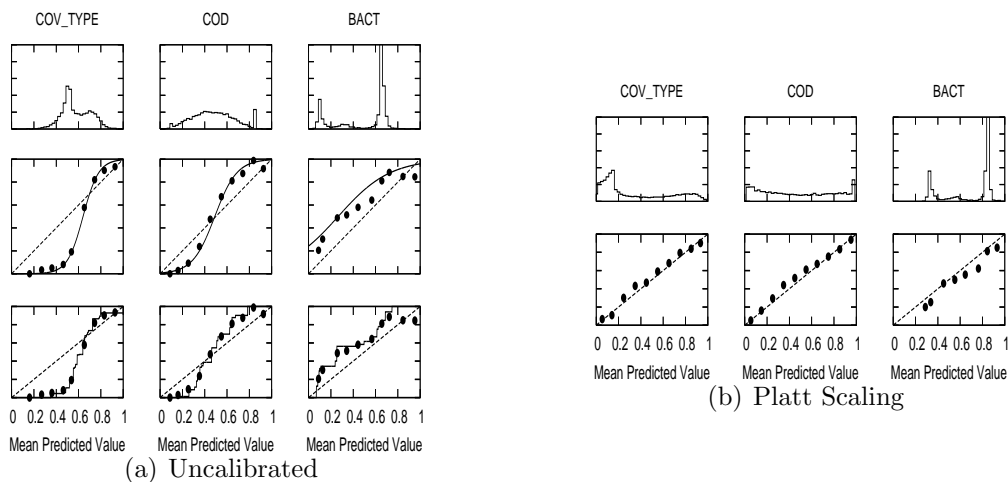 COV_TYPE COD BACT
0 0.2 0.4 0.6 0.8 1 0 0.2 0.4 0.6 0.8 1 0 0.2 0.4 0.6 0.8 1
Mean Predicted Value Mean Predicted Value Mean Predicted Value
(a) Uncalibrated
COV_TYPE COD BACT
0 0.2 0.4 0.6 0.8 1 0 0.2 0.4 0.6 0.8 1 0 0.2 0.4 0.6 0.8 1
Mean Predicted Value Mean Predicted Value Mean Predicted Value
(b) Platt Scaling